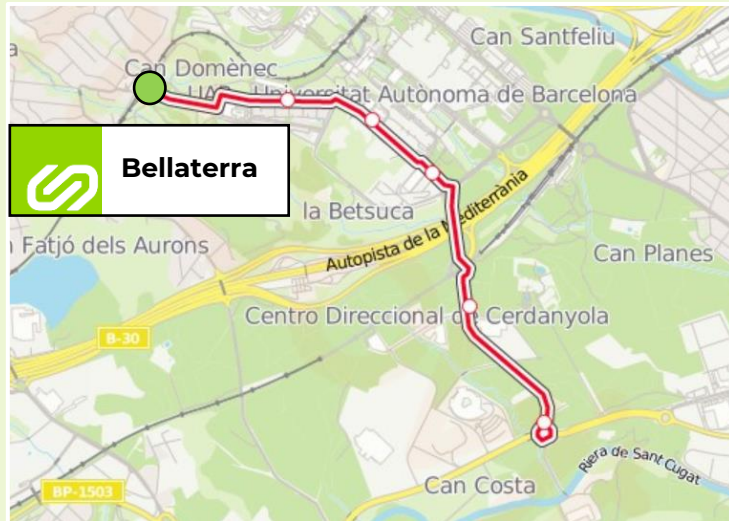 Can Santfeliu
Can Domènec
UAB - Universitat Autònoma de Barcelona
Bellaterra
la Betsuca
Autopista de la Mediterrània
n Fatjó dels Aurons
Can Planes
Centro Direccional de Cerdanyola
B-30
Riera de Sant Cugat
Can Costa
BP-1503